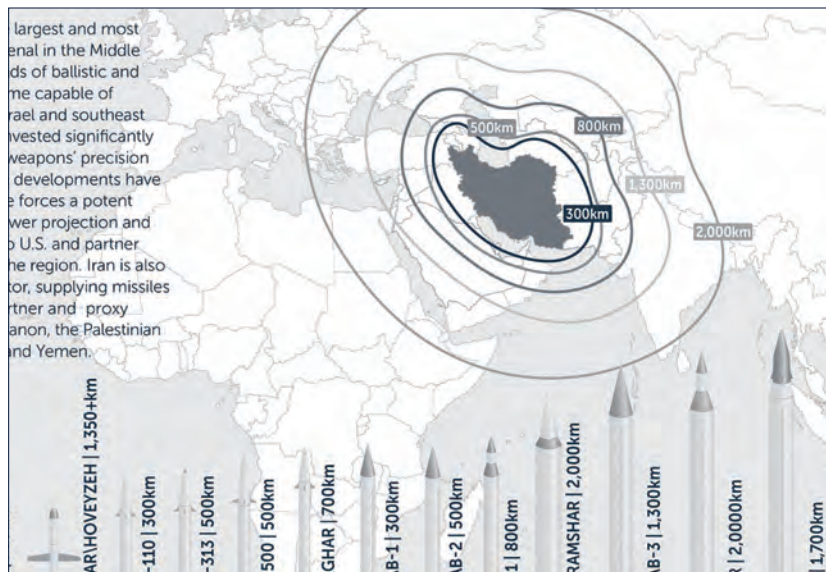 largest and most
enal in the Middle
ds of ballistic and
me capable of
rael and southeast
nvested significantly
weapons' precision
developments have
e forces a potent
wer projection and
o U.S. and partner
he region. Iran is also
tor, supplying missiles
rtner and proxy
anon, the Palestinian
and Yemen.
500km
800km
1,300km
300km
2,000km
AR\HOVEYZEH | 1,350+km
-110 | 300km
-313 | 500km
500 | 500km
GHAR | 700km
AB-1 | 300km
AB-2 | 500km
1 | 800km
RAMSHAR | 2,000km
AB-3 | 1,300km
R | 2,0000km
| 1,700km